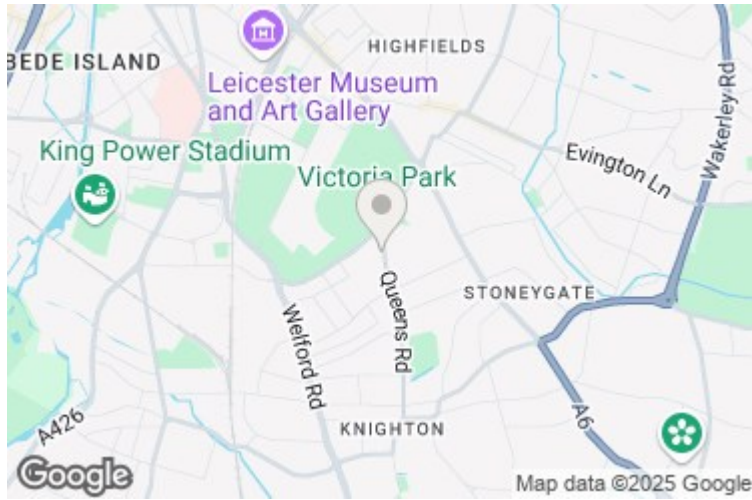 HIGHFIELDS
BEDE ISLAND
Leicester Museum
and Art Gallery
Wakerley Rd
King Power Stadium
Evington Ln
Victoria Park
Queens Rd
STONEYGATE
Welford Rd
A426
KNIGHTON
A6
Google
Map data ©2025 Google